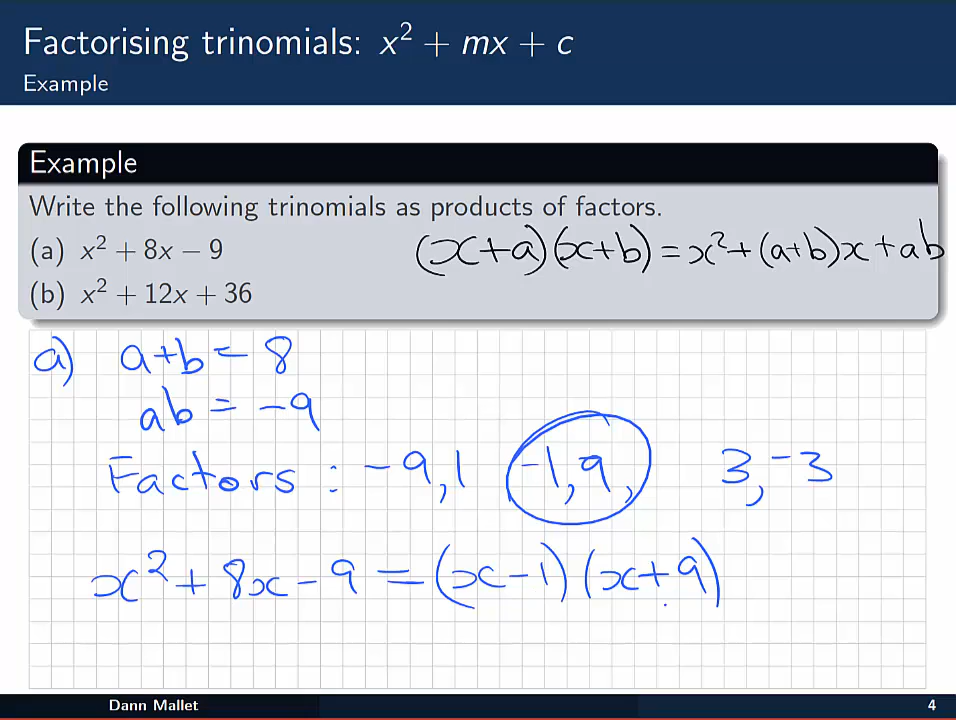 Factorising trinomials: x² + mx + c
Example
Example
Write the following trinomials as products of factors.
(a) x² + 8x − 9
(x+a)(x+b) = x² + (a+b)x + ab
(b) x² + 12x + 36
a) a+b = 8
ab = -9
Factors : -9,1 -1,9, 3,-3
x² + 8x - 9 = (x-1)(x+9)
Dann Mallet 4